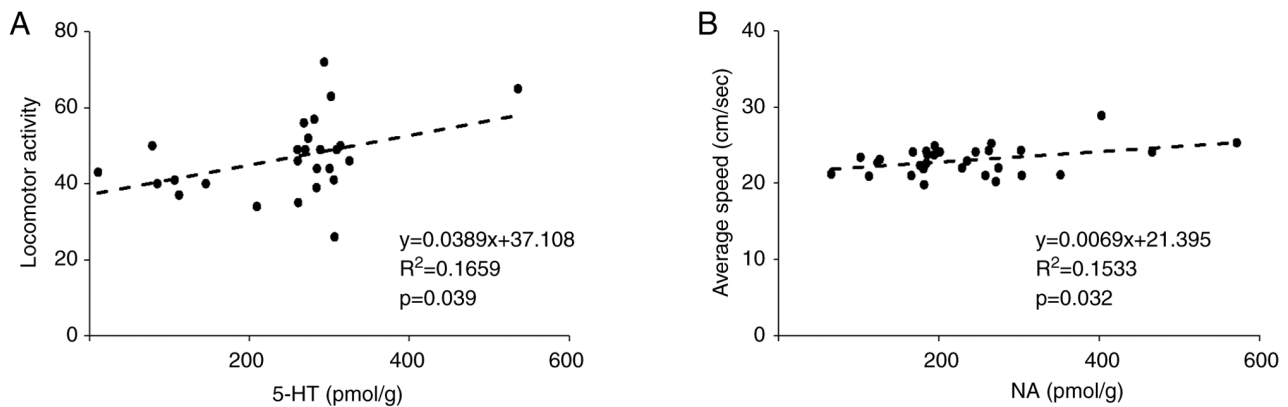 A
80
60
40
20
0
Locomotor activity
y=0.0389x+37.108
R²=0.1659
p=0.039
200
400
600
5-HT (pmol/g)
B
40
30
20
10
0
Average speed (cm/sec)
y=0.0069x+21.395
R²=0.1533
p=0.032
200
400
600
NA (pmol/g)